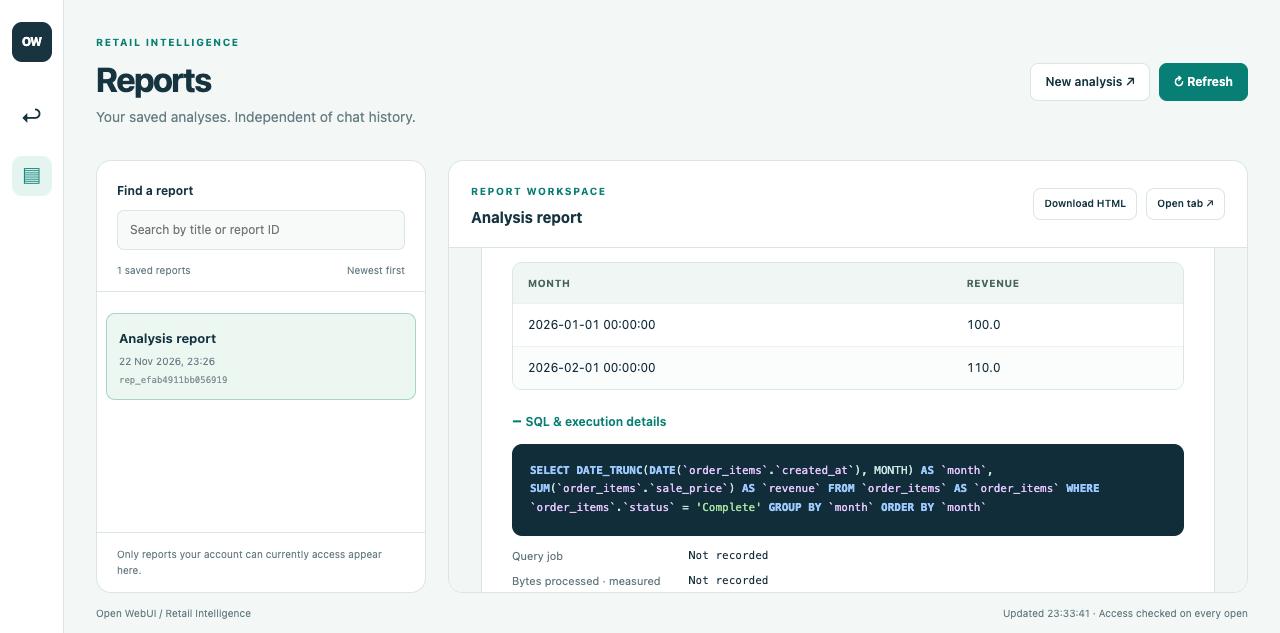 OW
RETAIL INTELLIGENCE
Reports
Your saved analyses. Independent of chat history.
New analysis ↗
↻ Refresh
Find a report
Search by title or report ID
1 saved reports
Newest first
Analysis report
22 Nov 2026, 23:26
rep_efab4911bb056919
Only reports your account can currently access appear
here.
REPORT WORKSPACE
Analysis report
Download HTML
Open tab ↗
MONTH REVENUE
2026-01-01 00:00:00 100.0
2026-02-01 00:00:00 110.0
− SQL & execution details
SELECT DATE_TRUNC(DATE(`order_items`.`created_at`), MONTH) AS `month`,
SUM(`order_items`.`sale_price`) AS `revenue` FROM `order_items` AS `order_items` WHERE
`order_items`.`status` = 'Complete' GROUP BY `month` ORDER BY `month`
Query job Not recorded
Bytes processed · measured Not recorded
Open WebUI / Retail Intelligence
Updated 23:33:41 · Access checked on every open